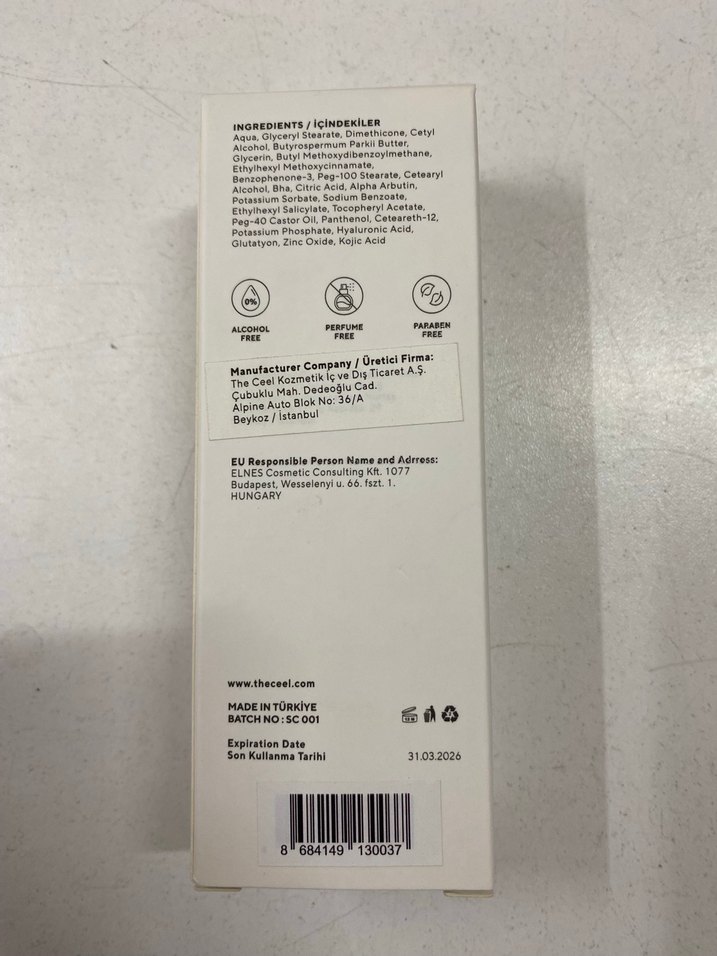 INGREDIENTS / İÇİNDEKİLER
Aqua, Glyceryl Stearate, Dimethicone, Cetyl
Alcohol, Butyrospermum Parkii Butter,
Glycerin, Butyl Methoxydibenzoylmethane,
Ethylhexyl Methoxycinnamate,
Benzophenone-3, Peg-100 Stearate, Cetearyl
Alcohol, Bha, Citric Acid, Alpha Arbutin,
Potassium Sorbate, Sodium Benzoate,
Ethylhexyl Salicylate, Tocopheryl Acetate,
Peg-40 Castor Oil, Panthenol, Ceteareth-12,
Potassium Phosphate, Hyaluronic Acid,
Glutatyon, Zinc Oxide, Kojic Acid
0%
ALCOHOL
FREE
PERFUME
FREE
PARABEN
FREE
Manufacturer Company / Üretici Firma:
The Ceel Kozmetik İç ve Dış Ticaret A.Ş.
Çubuklu Mah. Dedeoğlu Cad.
Alpine Auto Blok No: 36/A
Beykoz / İstanbul
EU Responsible Person Name and Adrress:
ELNES Cosmetic Consulting Kft. 1077
Budapest, Wesselenyi u. 66. fszt. 1.
HUNGARY
www.theceel.com
MADE IN TÜRKİYE
BATCH NO : SC 001
12 M
Expiration Date
Son Kullanma Tarihi 31.03.2026
8 684149 130037